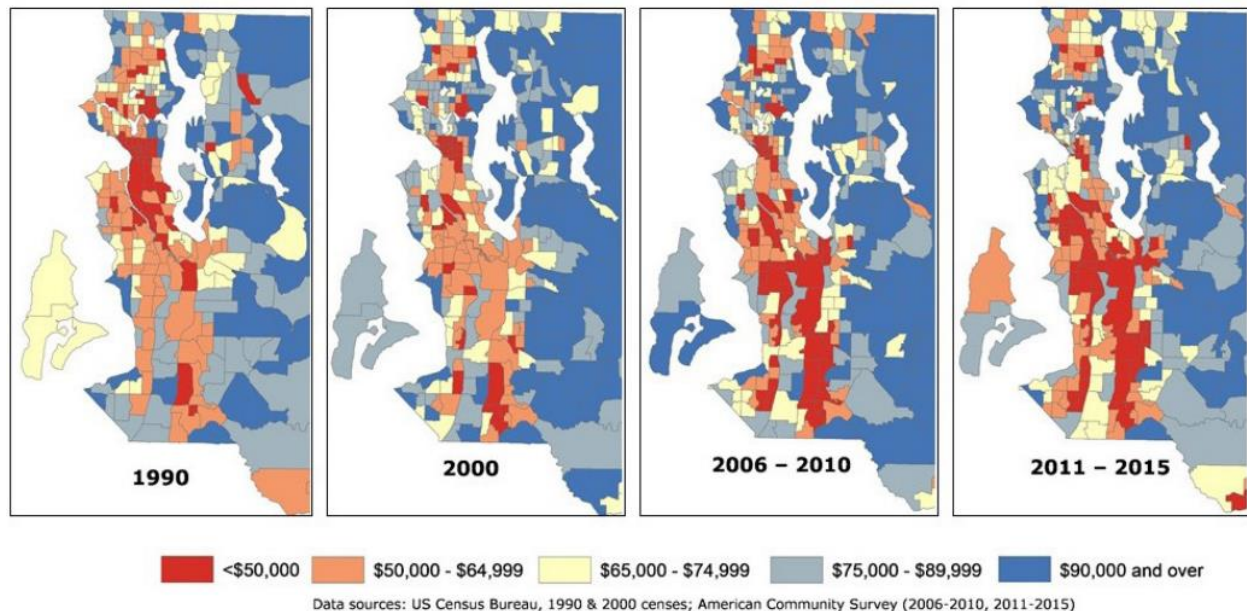 1990
2000
2006 – 2010
2011 – 2015
<$50,000
$50,000 - $64,999
$65,000 - $74,999
$75,000 - $89,999
$90,000 and over
Data sources: US Census Bureau, 1990 & 2000 censes; American Community Survey (2006-2010, 2011-2015)